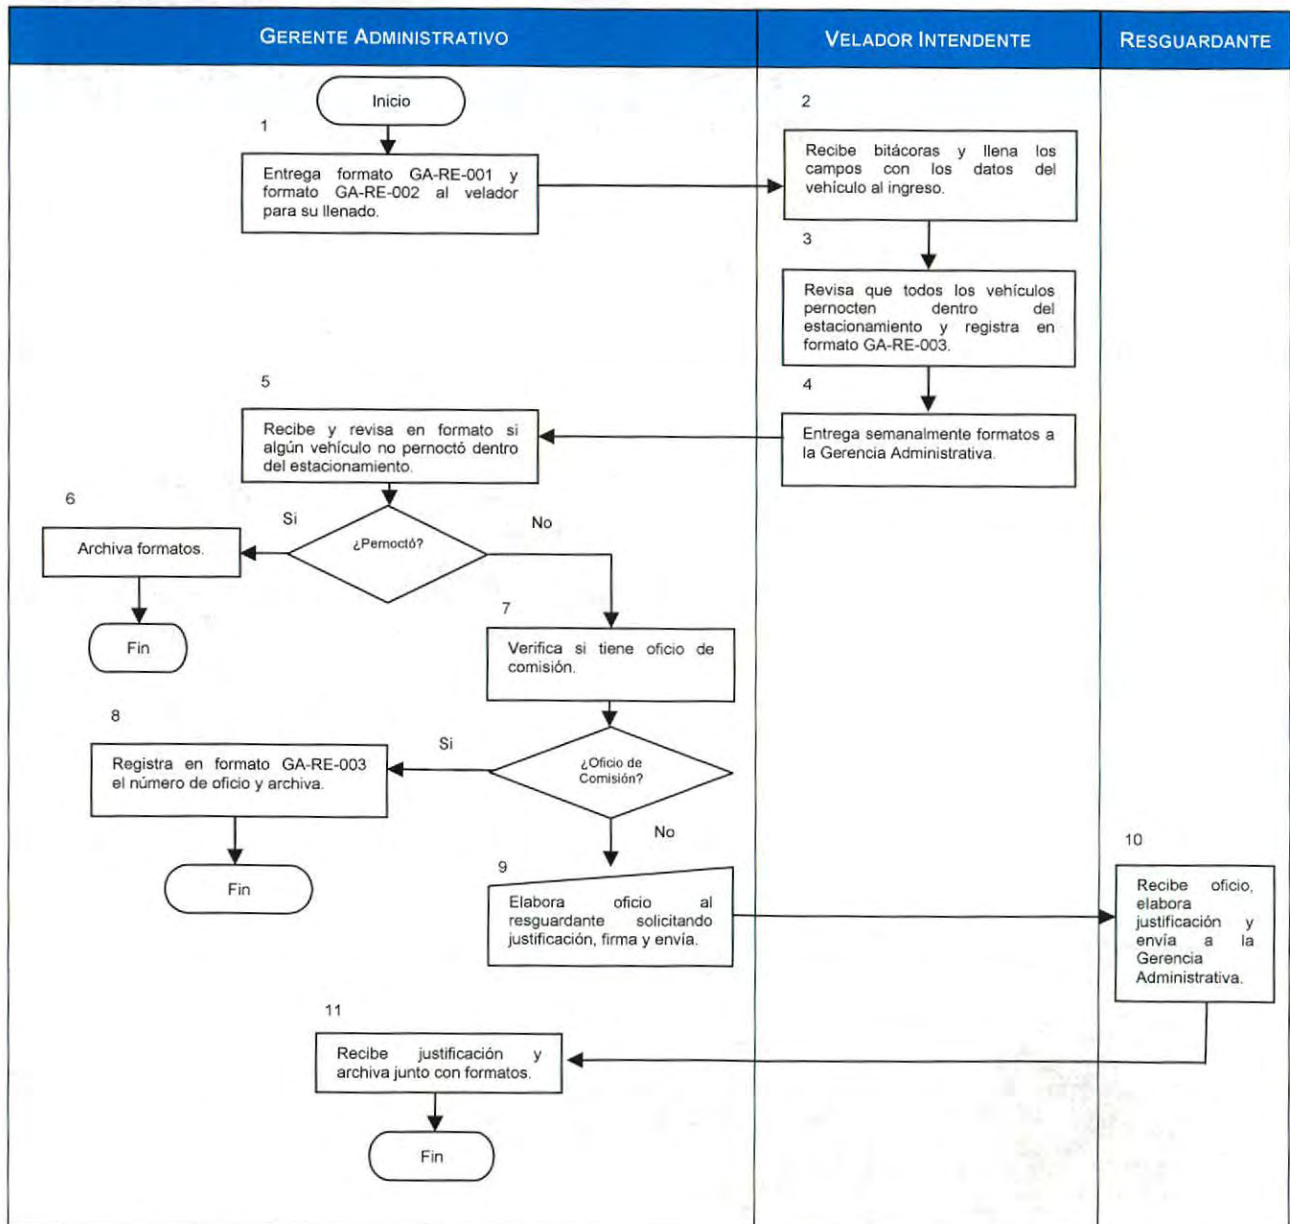 GERENTE ADMINISTRATIVO
VELADOR INTENDENTE
RESGUARDANTE
Inicio
1
Entrega formato GA-RE-001 y
formato GA-RE-002 al velador
para su llenado.
2
Recibe bitácoras y llena los
campos con los datos del
vehículo al ingreso.
3
Revisa que todos los vehículos
pernocten dentro del
estacionamiento y registra en
formato GA-RE-003.
4
Entrega semanalmente formatos a
la Gerencia Administrativa.
5
Recibe y revisa en formato si
algún vehículo no pernoctó dentro
del estacionamiento.
¿Pernoctó?
Si
No
6
Archiva formatos.
Fin
7
Verifica si tiene oficio de
comisión.
¿Oficio de
Comisión?
Si
No
8
Registra en formato GA-RE-003
el número de oficio y archiva.
Fin
9
Elabora oficio al
resguardante solicitando
justificación, firma y envía.
10
Recibe oficio,
elabora
justificación y
envía a la
Gerencia
Administrativa.
11
Recibe justificación y
archiva junto con formatos.
Fin